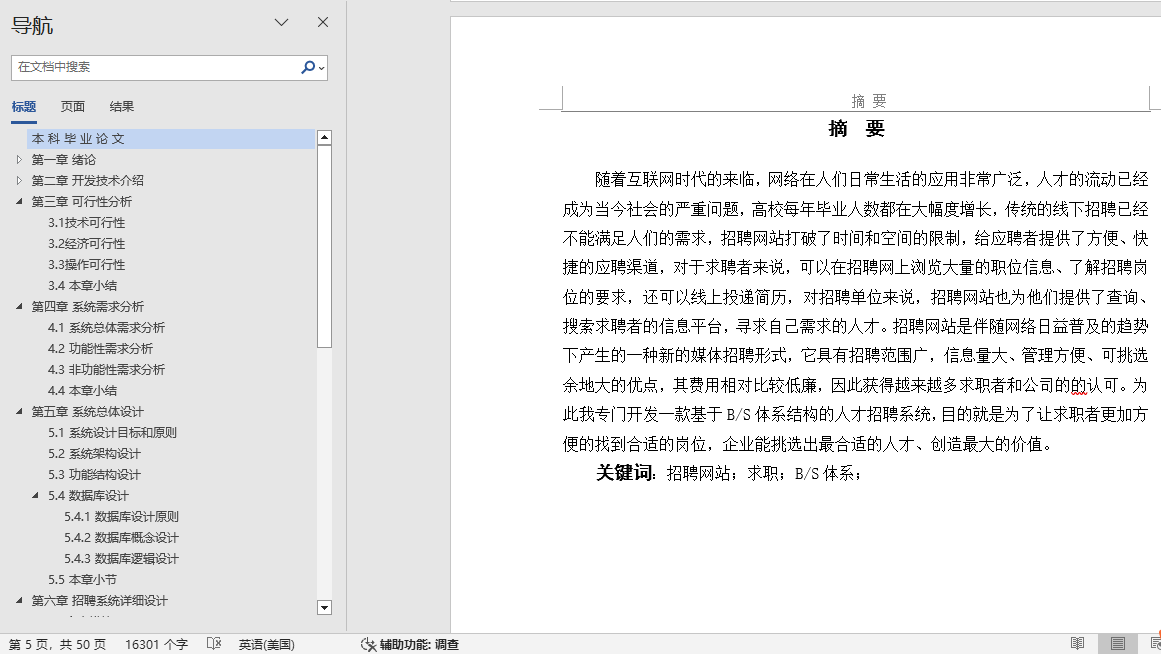 导航
在文档中搜索
标题 页面 结果
本 科 毕 业 论 文
第一章 绪论
第二章 开发技术介绍
第三章 可行性分析
3.1技术可行性
3.2经济可行性
3.3操作可行性
3.4 本章小结
第四章 系统需求分析
4.1 系统总体需求分析
4.2 功能性需求分析
4.3 非功能性需求分析
4.4 本章小结
第五章 系统总体设计
5.1 系统设计目标和原则
5.2 系统架构设计
5.3 功能结构设计
5.4 数据库设计
5.4.1 数据库设计原则
5.4.2 数据库概念设计
5.4.3 数据库逻辑设计
5.5 本章小节
第六章 招聘系统详细设计
摘 要
摘 要
随着互联网时代的来临，网络在人们日常生活的应用非常广泛，人才的流动已经
成为当今社会的严重问题，高校每年毕业人数都在大幅度增长，传统的线下招聘已经
不能满足人们的需求，招聘网站打破了时间和空间的限制，给应聘者提供了方便、快
捷的应聘渠道，对于求聘者来说，可以在招聘网上浏览大量的职位信息、了解招聘岗
位的要求，还可以线上投递简历，对招聘单位来说，招聘网站也为他们提供了查询、
搜索求聘者的信息平台，寻求自己需求的人才。招聘网站是伴随网络日益普及的趋势
下产生的一种新的媒体招聘形式，它具有招聘范围广，信息量大、管理方便、可挑选
余地大的优点，其费用相对比较低廉，因此获得越来越多求职者和公司的的认可。为
此我专门开发一款基于 B/S 体系结构的人才招聘系统，目的就是为了让求职者更加方
便的找到合适的岗位，企业能挑选出最合适的人才、创造最大的价值。
关键词：招聘网站；求职；B/S 体系；
第 5 页，共 50 页 16301 个字 英语(美国) 辅助功能: 调查